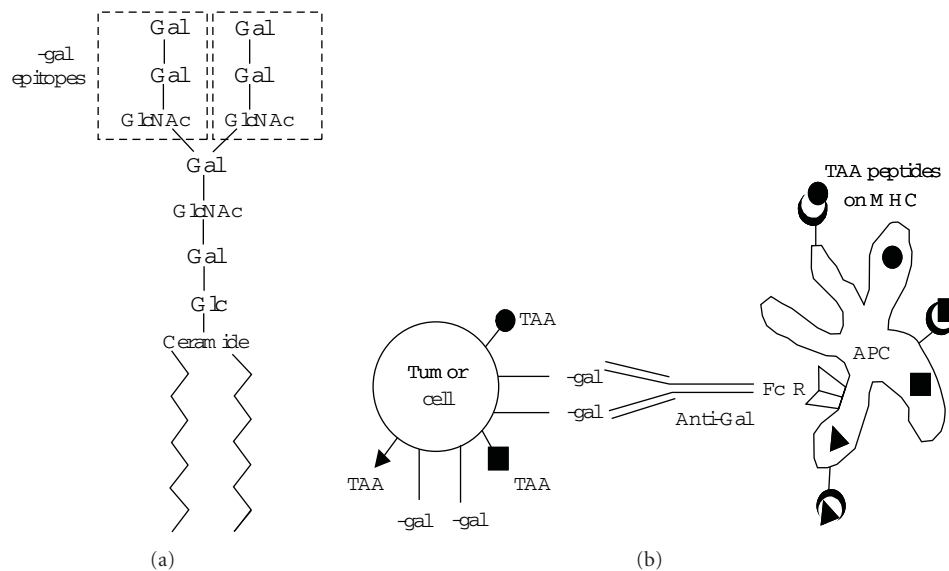 Gal
Gal
GlcNAc
Gal
Gal
GlcNAc
-gal
epitopes
Gal
GlcNAc
Gal
Glc
Ceramide
(a)
TAA peptides
on MHC
TAA
Tumor
cell
-gal
-gal
Anti-Gal
FcR
APC
TAA
TAA
-gal
-gal
(b)